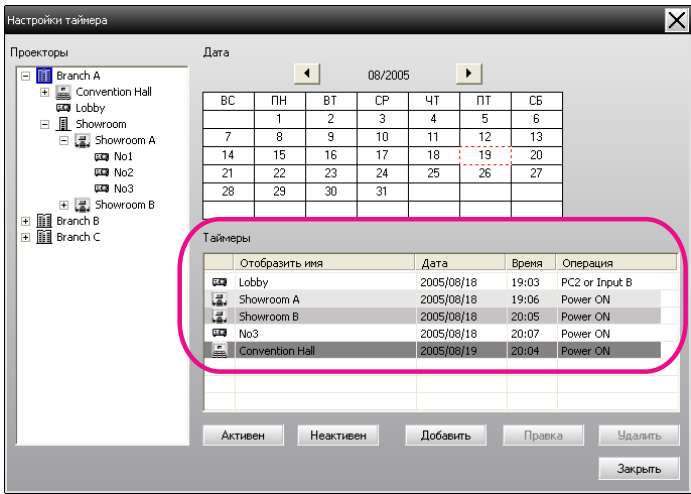 Настройки таймера
Проекторы
Branch A
Convention Hall
Lobby
Showroom
Showroom A
No1
No2
No3
Showroom B
Branch B
Branch C
Дата
08/2005
ВС ПН ВТ СР ЧТ ПТ СБ
1 2 3 4 5 6
7 8 9 10 11 12 13
14 15 16 17 18 19 20
21 22 23 24 25 26 27
28 29 30 31
Таймеры
Отобразить имя Дата Время Операция
Lobby 2005/08/18 19:03 PC2 or Input B
Showroom A 2005/08/18 19:06 Power ON
Showroom B 2005/08/18 20:05 Power ON
No3 2005/08/18 20:07 Power ON
Convention Hall 2005/08/19 20:04 Power ON
Активен Неактивен Добавить Правка Удалить
Закрыть